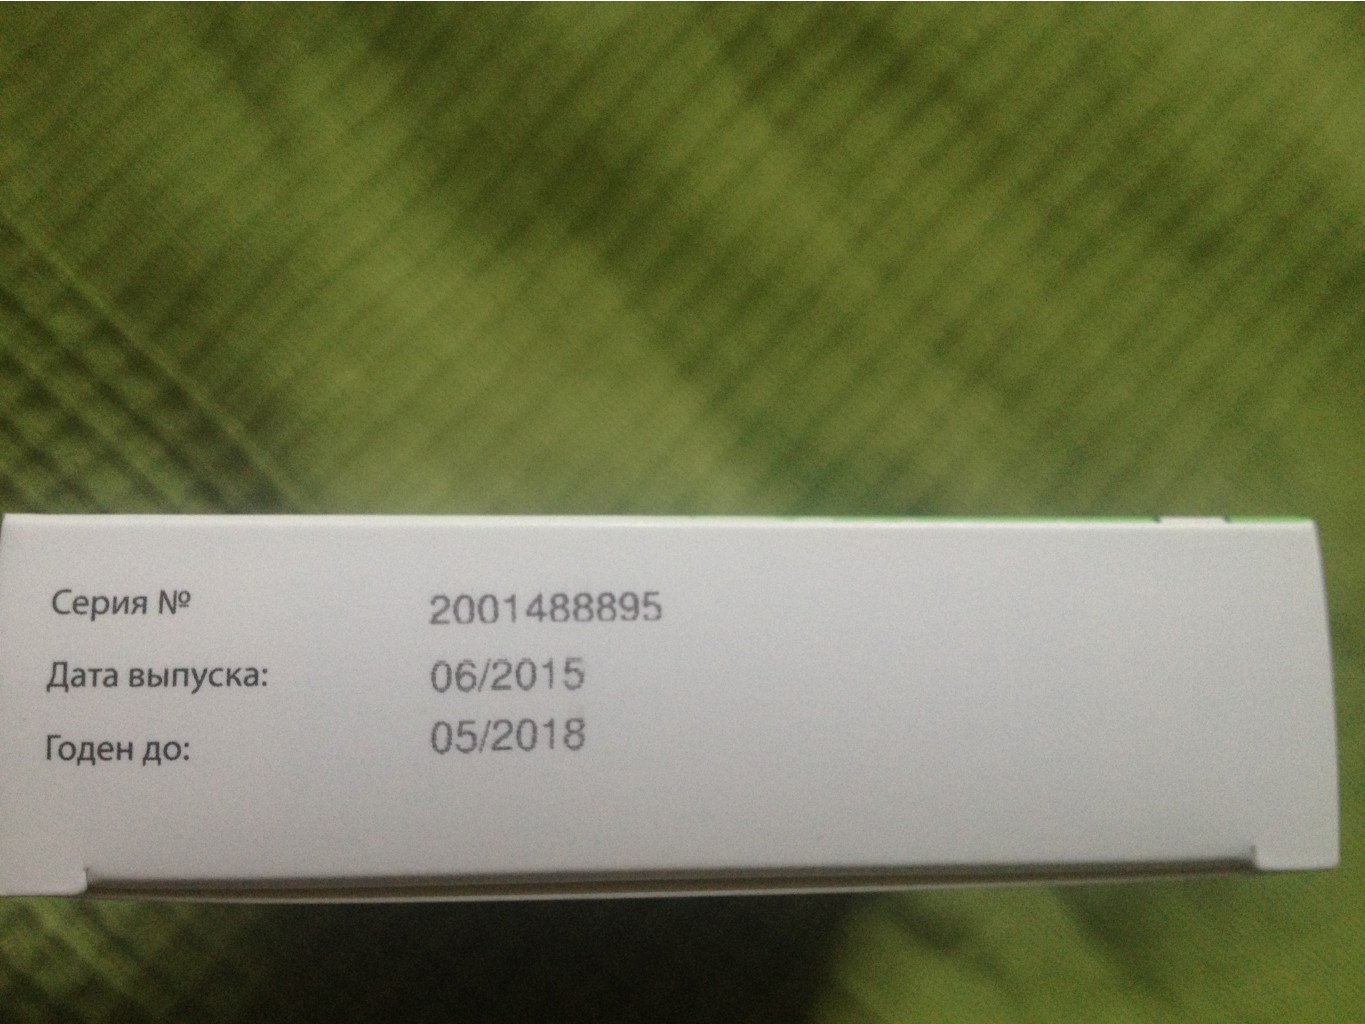 Серия № 2001488895
Дата выпуска: 06/2015
Годен до: 05/2018